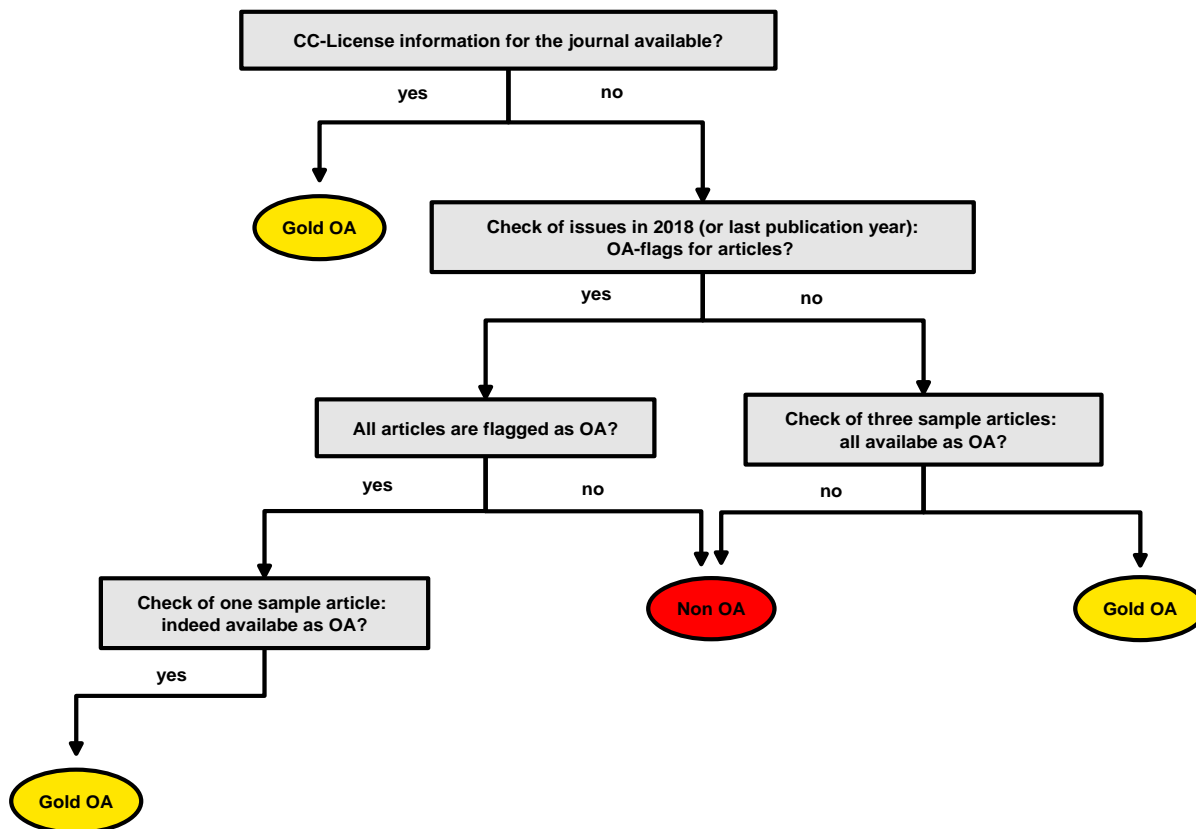 CC-License information for the journal available?
yes
no
Gold OA
Check of issues in 2018 (or last publication year):
OA-flags for articles?
yes
no
All articles are flagged as OA?
Check of three sample articles:
all availabe as OA?
yes
no
no
Check of one sample article:
indeed availabe as OA?
Non OA
Gold OA
yes
Gold OA